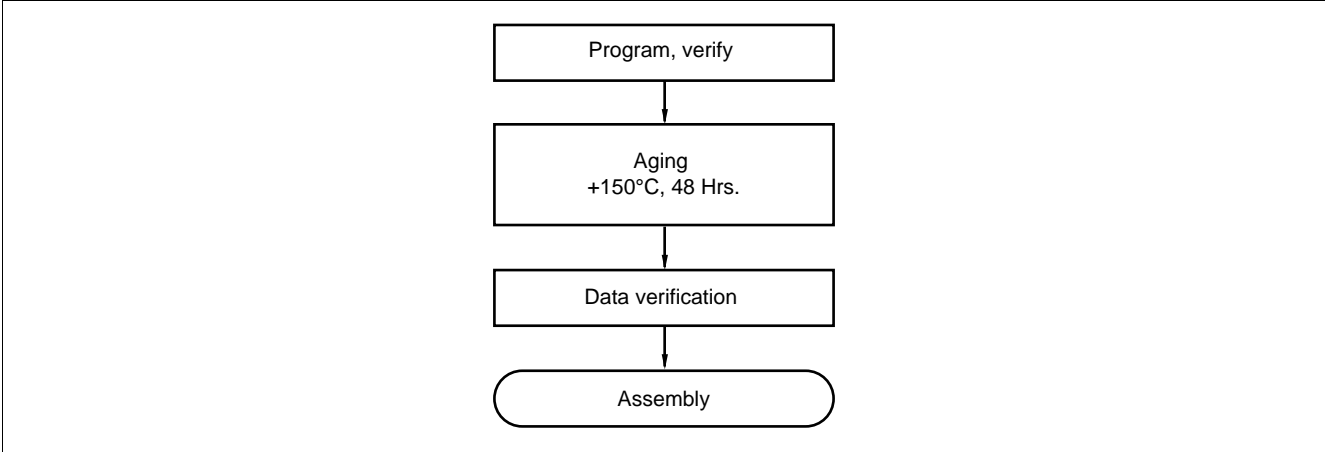 Program, verify
Aging
+150°C, 48 Hrs.
Data verification
Assembly